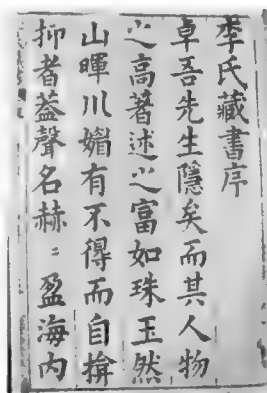 李氏藏書序
卓吾先生隱矣而其人物
之高著述之富如珠玉然
山暉川媚有不得而自揜
抑者葢聲名赫〻盈海内